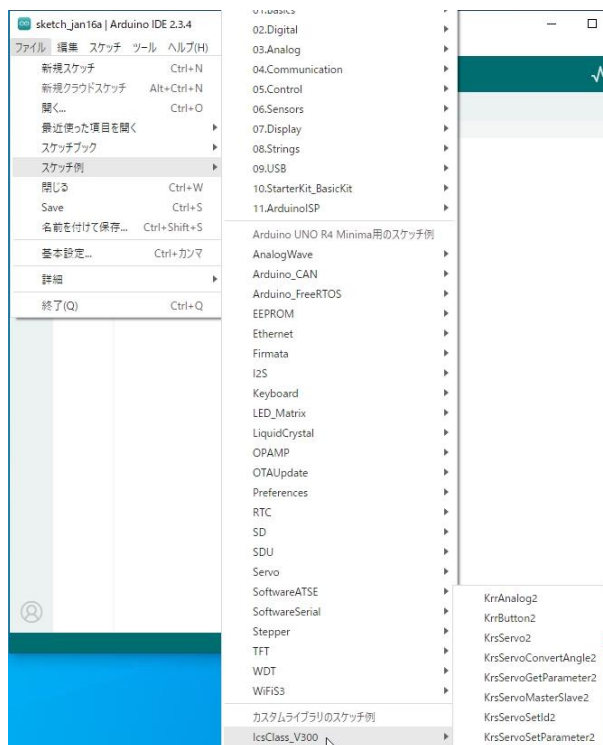 sketch_jan16a | Arduino IDE 2.3.4
ファイル 編集 スケッチ ツール ヘルプ(H)
新規スケッチ Ctrl+N
新規クラウドスケッチ Alt+Ctrl+N
開く... Ctrl+O
最近使った項目を開く
スケッチブック
スケッチ例
閉じる Ctrl+W
Save Ctrl+S
名前を付けて保存... Ctrl+Shift+S
基本設定... Ctrl+カンマ
詳細
終了(Q) Ctrl+Q
01.Basics
02.Digital
03.Analog
04.Communication
05.Control
06.Sensors
07.Display
08.Strings
09.USB
10.StarterKit_BasicKit
11.ArduinoISP
Arduino UNO R4 Minima用のスケッチ例
AnalogWave
Arduino_CAN
Arduino_FreeRTOS
EEPROM
Ethernet
Firmata
I2S
Keyboard
LED_Matrix
LiquidCrystal
OPAMP
OTAUpdate
Preferences
RTC
SD
SDU
Servo
SoftwareATSE
SoftwareSerial
Stepper
TFT
WDT
WiFiS3
カスタムライブラリのスケッチ例
IcsClass_V300
KrrAnalog2
KrrButton2
KrsServo2
KrsServoConvertAngle2
KrsServoGetParameter2
KrsServoMasterSlave2
KrsServoSetId2
KrsServoSetParameter2